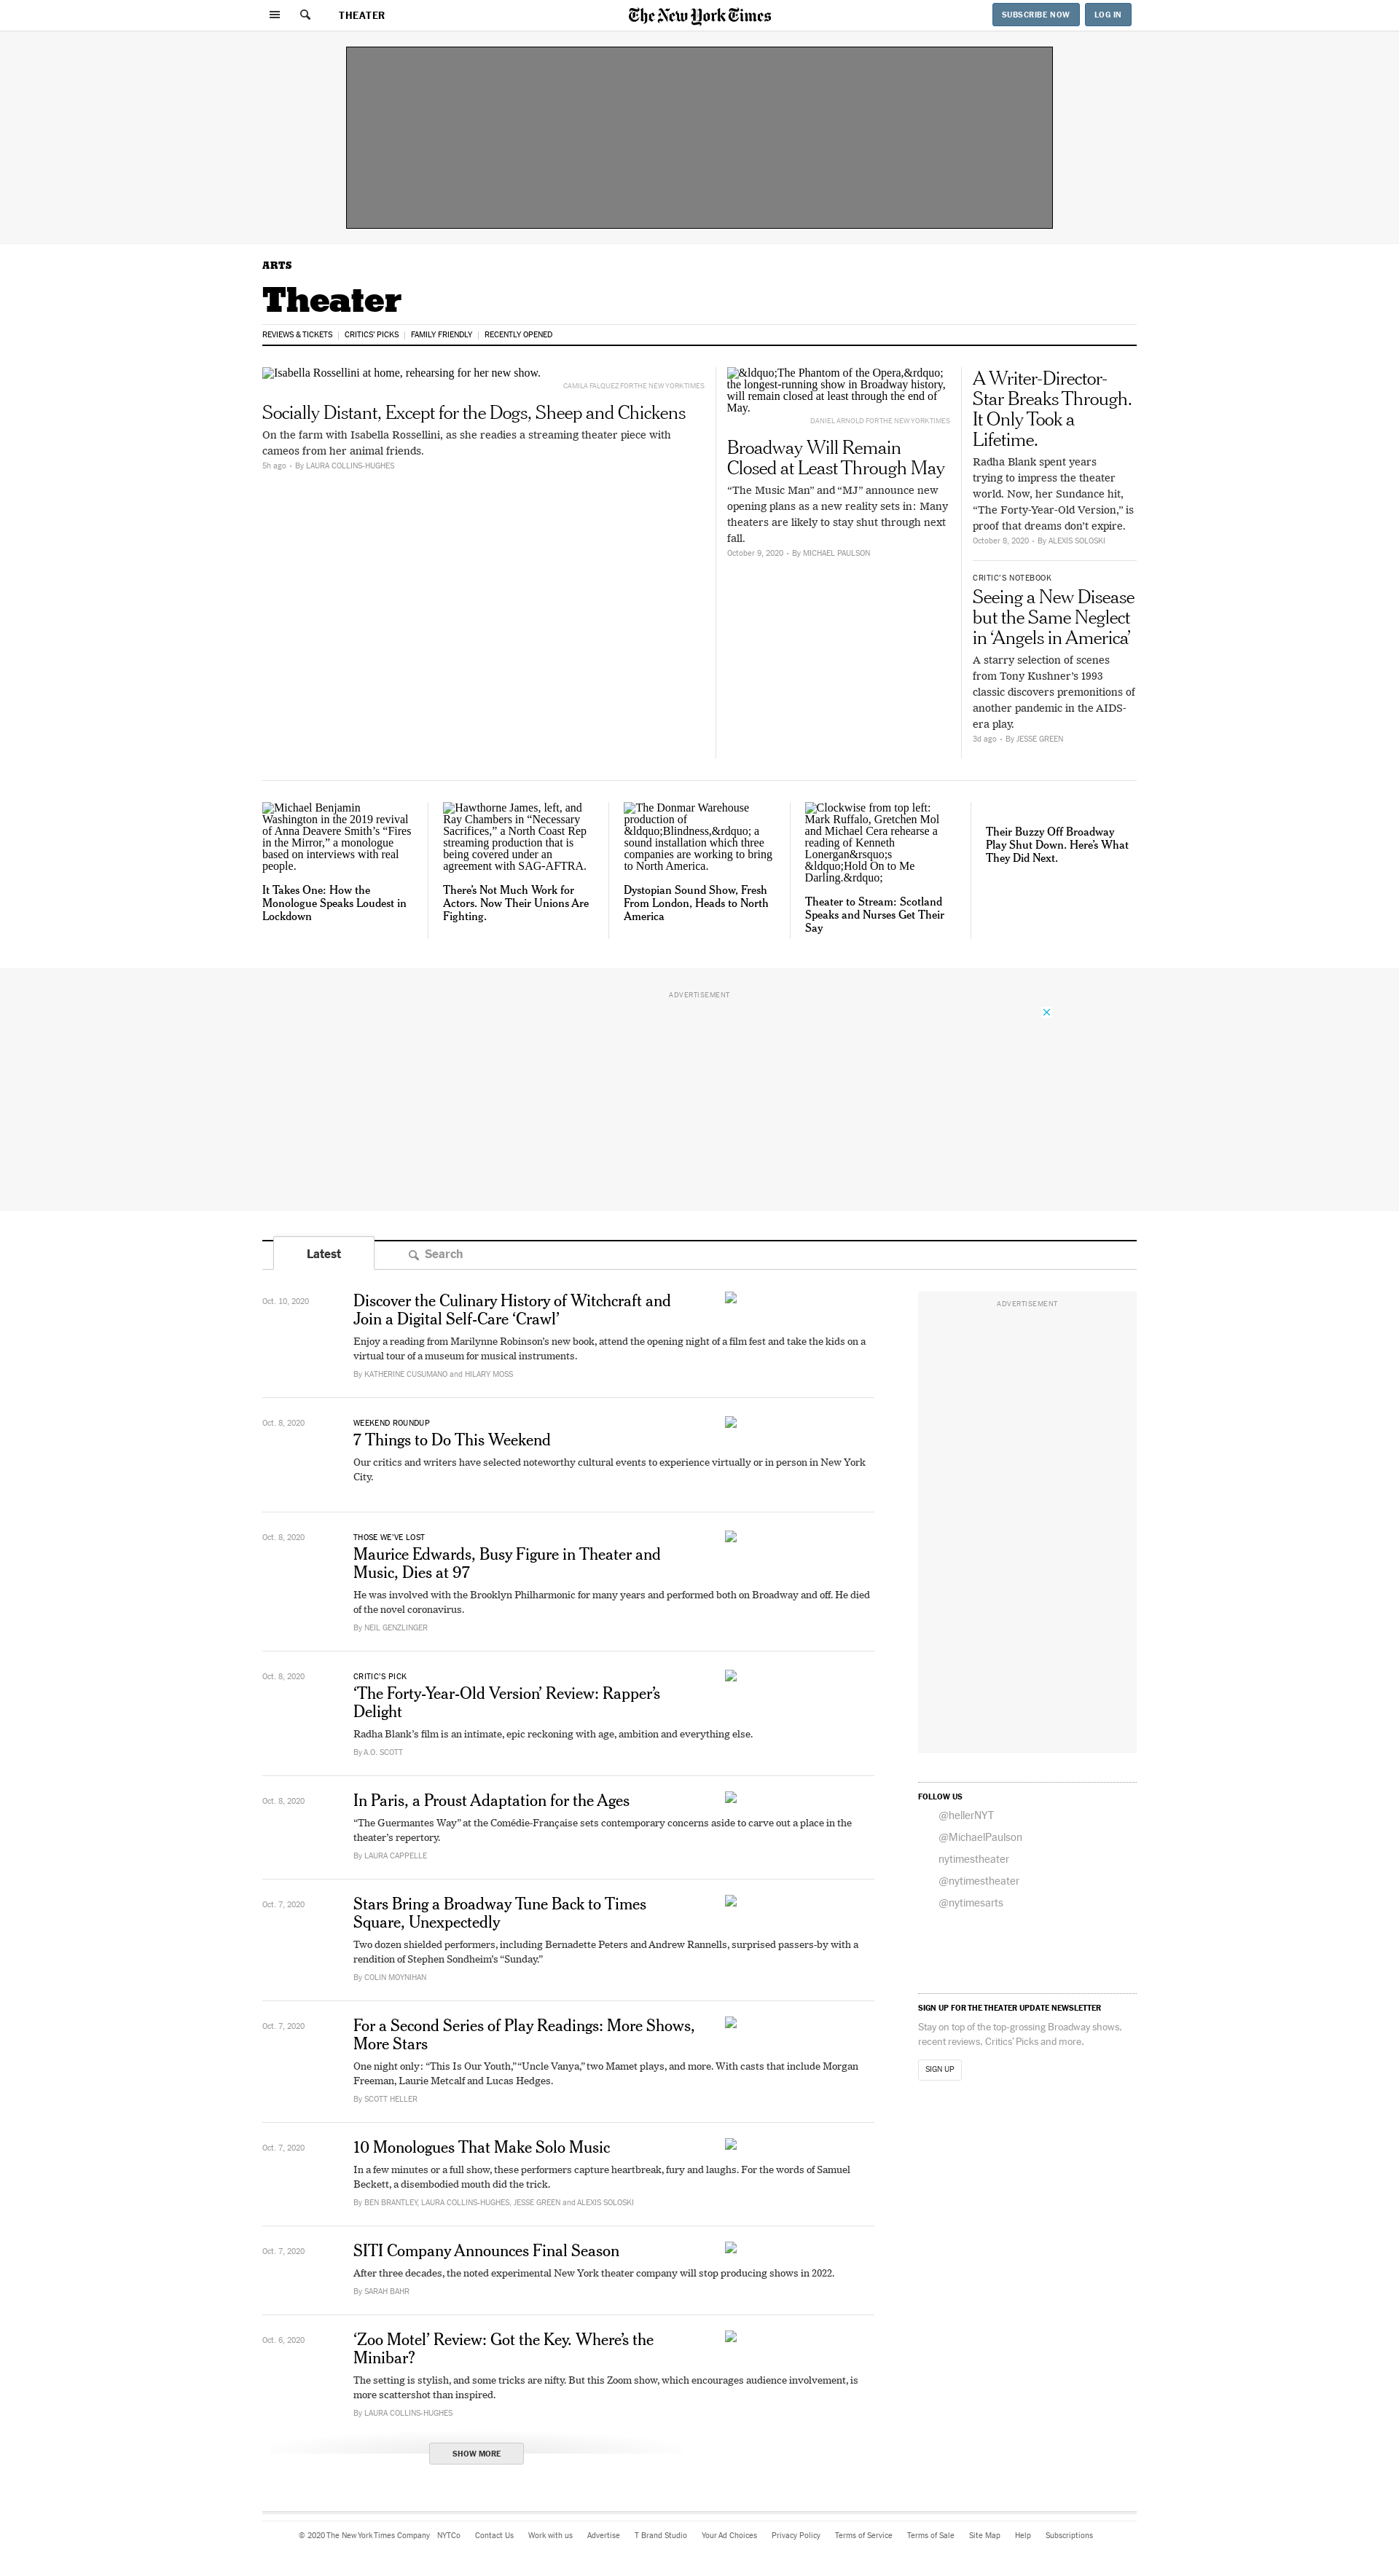 THEATER
The New York Times
SUBSCRIBE NOW
LOG IN
ARTS
Theater
REVIEWS & TICKETS
CRITICS' PICKS
FAMILY FRIENDLY
RECENTLY OPENED
Isabella Rossellini at home, rehearsing for her new show.
CAMILA FALQUEZ FOR THE NEW YORK TIMES
Socially Distant, Except for the Dogs, Sheep and Chickens
On the farm with Isabella Rossellini, as she readies a streaming theater piece with
cameos from her animal friends.
5h ago • By LAURA COLLINS-HUGHES
&ldquo;The Phantom of the Opera,&rdquo;
the longest-running show in Broadway history,
will remain closed at least through the end of
May.
DANIEL ARNOLD FOR THE NEW YORK TIMES
Broadway Will Remain
Closed at Least Through May
“The Music Man” and “MJ” announce new
opening plans as a new reality sets in: Many
theaters are likely to stay shut through next
fall.
October 9, 2020 • By MICHAEL PAULSON
A Writer-Director-
Star Breaks Through.
It Only Took a
Lifetime.
Radha Blank spent years
trying to impress the theater
world. Now, her Sundance hit,
“The Forty-Year-Old Version,” is
proof that dreams don’t expire.
October 8, 2020 • By ALEXIS SOLOSKI
CRITIC’S NOTEBOOK
Seeing a New Disease
but the Same Neglect
in ‘Angels in America’
A starry selection of scenes
from Tony Kushner’s 1993
classic discovers premonitions of
another pandemic in the AIDS-
era play.
3d ago • By JESSE GREEN
Michael Benjamin
Washington in the 2019 revival
of Anna Deavere Smith’s “Fires
in the Mirror,” a monologue
based on interviews with real
people.
It Takes One: How the
Monologue Speaks Loudest in
Lockdown
Hawthorne James, left, and
Ray Chambers in “Necessary
Sacrifices,” a North Coast Rep
streaming production that is
being covered under an
agreement with SAG-AFTRA.
There’s Not Much Work for
Actors. Now Their Unions Are
Fighting.
The Donmar Warehouse
production of
&ldquo;Blindness,&rdquo; a
sound installation which three
companies are working to bring
to North America.
Dystopian Sound Show, Fresh
From London, Heads to North
America
Clockwise from top left:
Mark Ruffalo, Gretchen Mol
and Michael Cera rehearse a
reading of Kenneth
Lonergan&rsquo;s
&ldquo;Hold On to Me
Darling.&rdquo;
Theater to Stream: Scotland
Speaks and Nurses Get Their
Say
Their Buzzy Off Broadway
Play Shut Down. Here’s What
They Did Next.
ADVERTISEMENT
Latest
Search
Oct. 10, 2020
Discover the Culinary History of Witchcraft and
Join a Digital Self-Care ‘Crawl’
Enjoy a reading from Marilynne Robinson’s new book, attend the opening night of a film fest and take the kids on a
virtual tour of a museum for musical instruments.
By KATHERINE CUSUMANO and HILARY MOSS
Oct. 8, 2020
WEEKEND ROUNDUP
7 Things to Do This Weekend
Our critics and writers have selected noteworthy cultural events to experience virtually or in person in New York
City.
Oct. 8, 2020
THOSE WE’VE LOST
Maurice Edwards, Busy Figure in Theater and
Music, Dies at 97
He was involved with the Brooklyn Philharmonic for many years and performed both on Broadway and off. He died
of the novel coronavirus.
By NEIL GENZLINGER
Oct. 8, 2020
CRITIC’S PICK
‘The Forty-Year-Old Version’ Review: Rapper’s
Delight
Radha Blank’s film is an intimate, epic reckoning with age, ambition and everything else.
By A.O. SCOTT
Oct. 8, 2020
In Paris, a Proust Adaptation for the Ages
“The Guermantes Way” at the Comédie-Française sets contemporary concerns aside to carve out a place in the
theater’s repertory.
By LAURA CAPPELLE
Oct. 7, 2020
Stars Bring a Broadway Tune Back to Times
Square, Unexpectedly
Two dozen shielded performers, including Bernadette Peters and Andrew Rannells, surprised passers-by with a
rendition of Stephen Sondheim’s “Sunday.”
By COLIN MOYNIHAN
Oct. 7, 2020
For a Second Series of Play Readings: More Shows,
More Stars
One night only: “This Is Our Youth,” “Uncle Vanya,” two Mamet plays, and more. With casts that include Morgan
Freeman, Laurie Metcalf and Lucas Hedges.
By SCOTT HELLER
Oct. 7, 2020
10 Monologues That Make Solo Music
In a few minutes or a full show, these performers capture heartbreak, fury and laughs. For the words of Samuel
Beckett, a disembodied mouth did the trick.
By BEN BRANTLEY, LAURA COLLINS-HUGHES, JESSE GREEN and ALEXIS SOLOSKI
Oct. 7, 2020
SITI Company Announces Final Season
After three decades, the noted experimental New York theater company will stop producing shows in 2022.
By SARAH BAHR
Oct. 6, 2020
‘Zoo Motel’ Review: Got the Key. Where’s the
Minibar?
The setting is stylish, and some tricks are nifty. But this Zoom show, which encourages audience involvement, is
more scattershot than inspired.
By LAURA COLLINS-HUGHES
SHOW MORE
ADVERTISEMENT
FOLLOW US
@hellerNYT
@MichaelPaulson
nytimestheater
@nytimestheater
@nytimesarts
SIGN UP FOR THE THEATER UPDATE NEWSLETTER
Stay on top of the top-grossing Broadway shows,
recent reviews, Critics’ Picks and more.
SIGN UP
© 2020 The New York Times Company
NYTCo
Contact Us
Work with us
Advertise
T Brand Studio
Your Ad Choices
Privacy Policy
Terms of Service
Terms of Sale
Site Map
Help
Subscriptions